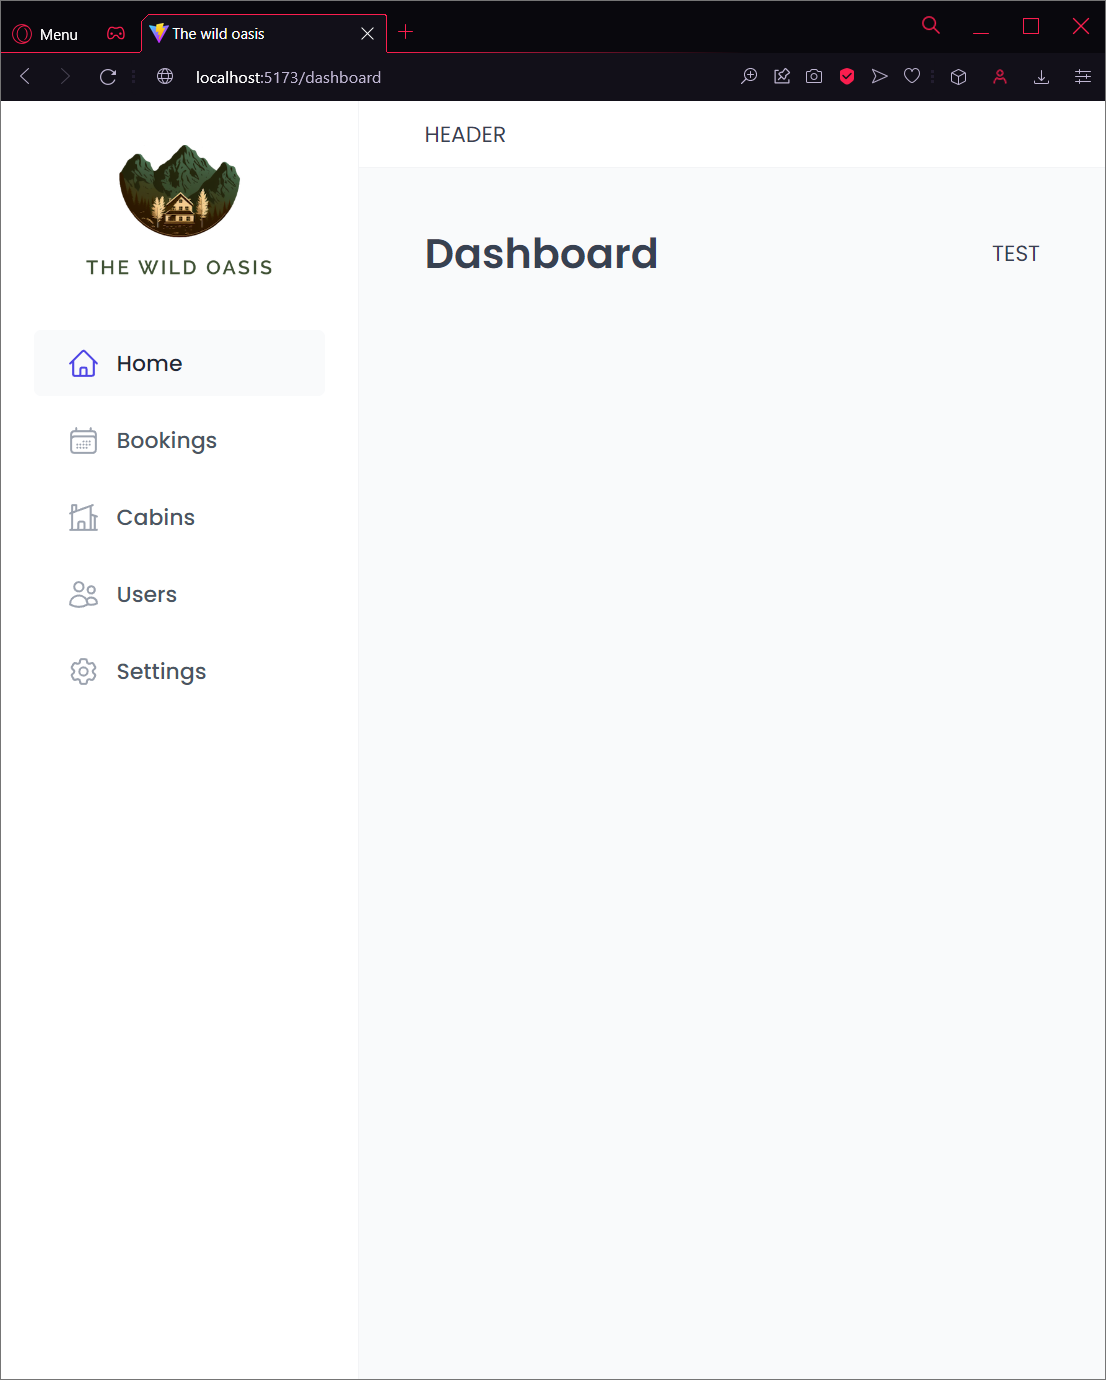 Menu
The wild oasis
localhost:5173/dashboard
THE WILD OASIS
Home
Bookings
Cabins
Users
Settings
HEADER
Dashboard
TEST